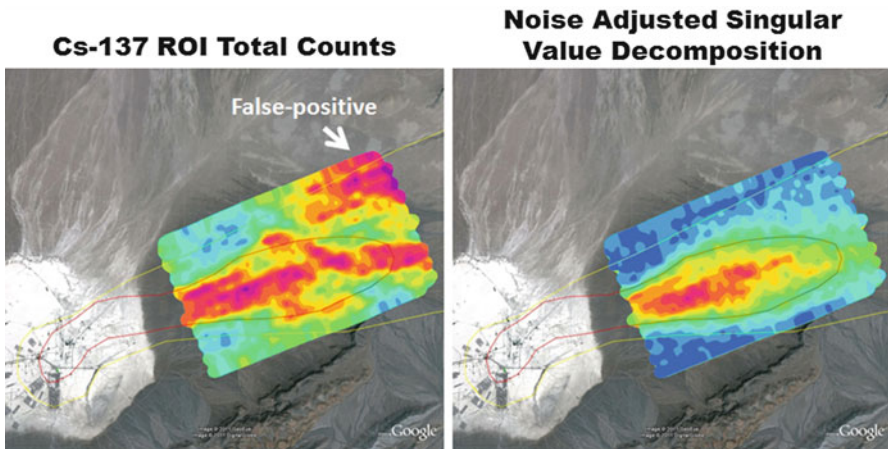 Cs-137 ROI Total Counts
Noise Adjusted Singular
Value Decomposition
False-positive
Google
Google